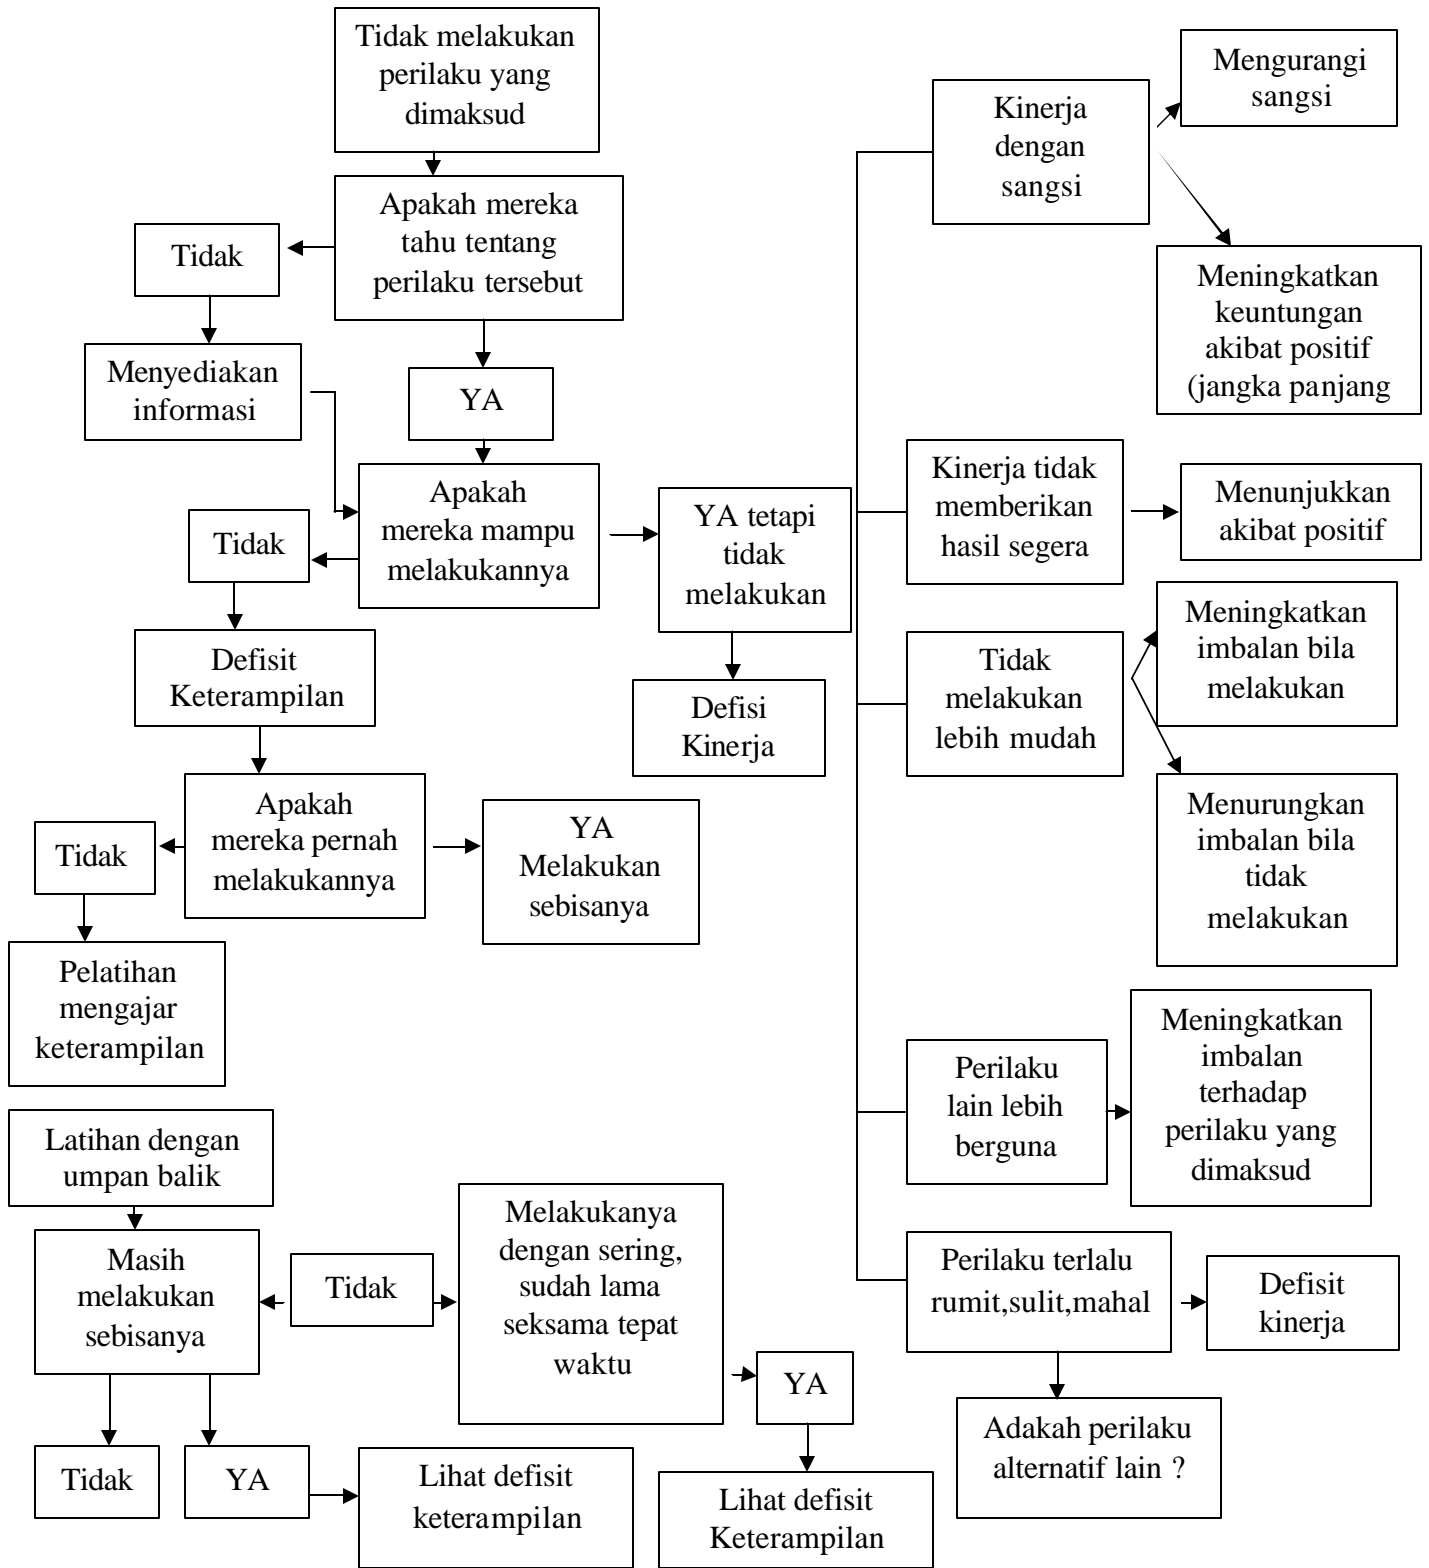 Tidak melakukan
perilaku yang
dimaksud
Apakah mereka
tahu tentang
perilaku tersebut
Tidak
Menyediakan
informasi
YA
Apakah
mereka mampu
melakukannya
Tidak
YA tetapi
tidak
melakukan
Defisit
Keterampilan
Defisi
Kinerja
Apakah
mereka pernah
melakukannya
Tidak
YA
Melakukan
sebisanya
Pelatihan
mengajar
keterampilan
Latihan dengan
umpan balik
Masih
melakukan
sebisanya
Tidak
Melakukanya
dengan sering,
sudah lama
seksama tepat
waktu
YA
Tidak
YA
Lihat defisit
keterampilan
Lihat defisit
Keterampilan
Kinerja
dengan
sangsi
Mengurangi
sangsi
Meningkatkan
keuntungan
akibat positif
(jangka panjang
Kinerja tidak
memberikan
hasil segera
Menunjukkan
akibat positif
Tidak
melakukan
lebih mudah
Meningkatkan
imbalan bila
melakukan
Menurungkan
imbalan bila
tidak
melakukan
Perilaku
lain lebih
berguna
Meningkatkan
imbalan
terhadap
perilaku yang
dimaksud
Perilaku terlalu
rumit,sulit,mahal
Defisit
kinerja
Adakah perilaku
alternatif lain ?